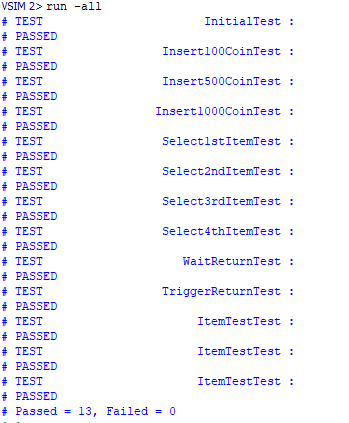 VSIM 2> run -all
# TEST InitialTest :
# PASSED
# TEST Insert100CoinTest :
# PASSED
# TEST Insert500CoinTest :
# PASSED
# TEST Insert1000CoinTest :
# PASSED
# TEST Select1stItemTest :
# PASSED
# TEST Select2ndItemTest :
# PASSED
# TEST Select3rdItemTest :
# PASSED
# TEST Select4thItemTest :
# PASSED
# TEST WaitReturnTest :
# PASSED
# TEST TriggerReturnTest :
# PASSED
# TEST ItemTestTest :
# PASSED
# TEST ItemTestTest :
# PASSED
# TEST ItemTestTest :
# PASSED
# Passed = 13, Failed = 0